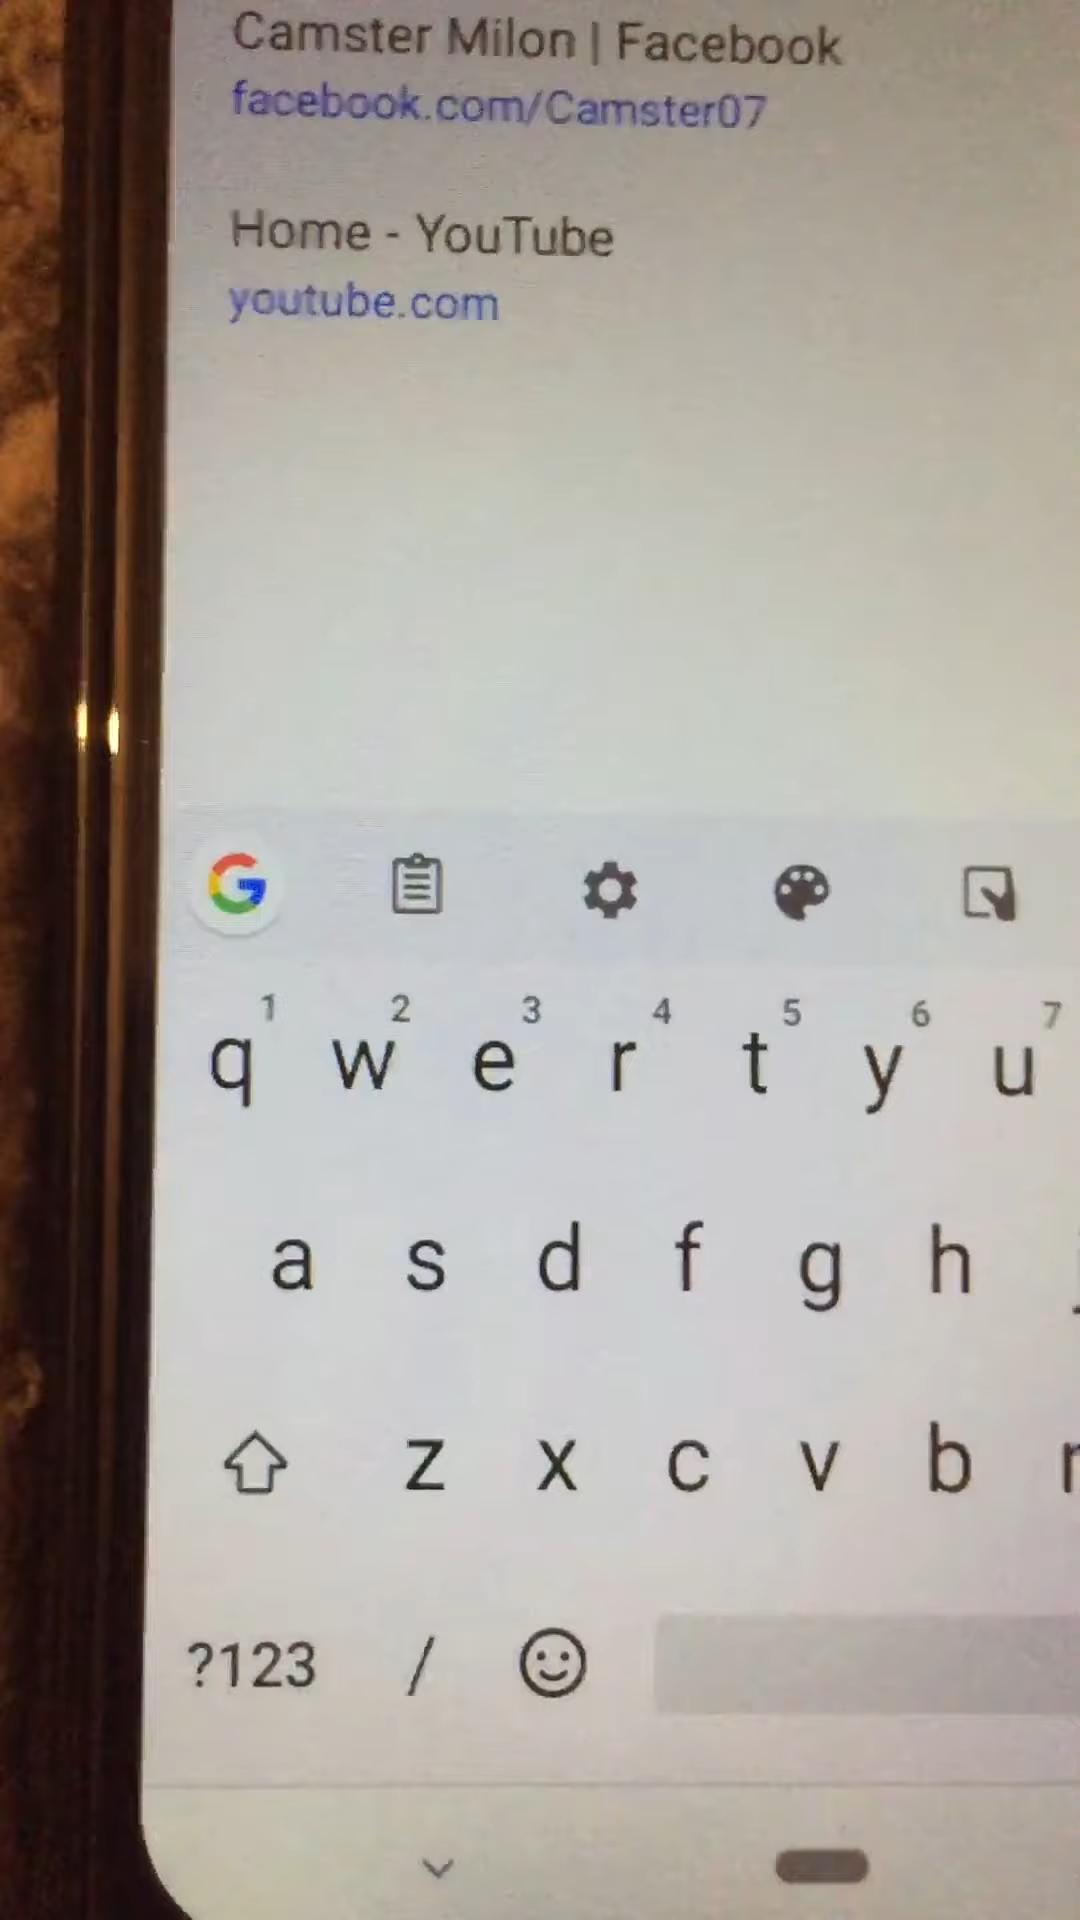 Camster Milon | Facebook
facebook.com/Camster07
Home - YouTube
youtube.com
G
1 2 3 4 5 6 7
q w e r t y u
a s d f g h
z x c v b
?123 /